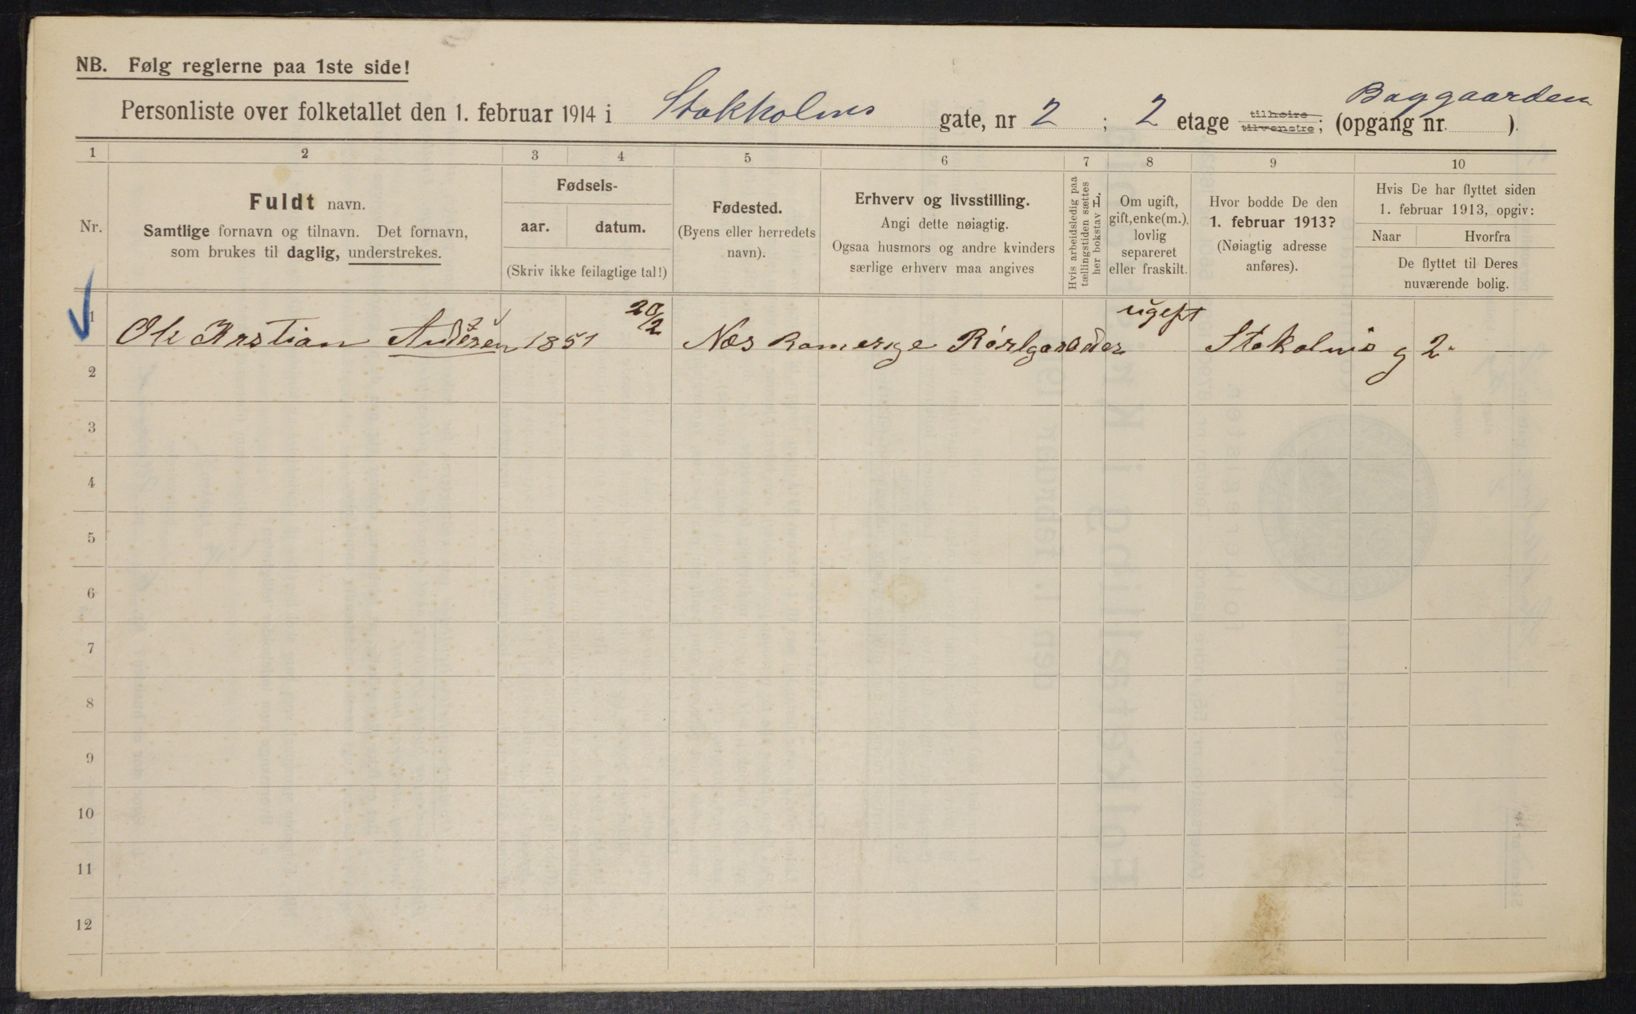 NB. Følg reglerne paa 1ste side!
Personliste over folketallet den 1. februar 1914 i Stokkolms gate, nr 2 ; 2 etage tilhøire tilvenstre; (opgang nr. Baggaarden ).
1 2 3 4 5 6 7 8 9 10
Nr.
Fuldt navn.
Samtlige fornavn og tilnavn. Det fornavn,
som brukes til daglig, understrekes.
Fødsels-
aar. datum.
(Skriv ikke feilagtige tal!)
Fødested.
(Byens eller herredets
navn).
Erhverv og livsstilling.
Angi dette nøiagtig.
Ogsaa husmors og andre kvinders
særlige erhverv maa angives
Hvis arbeidsledig paa
tællingstiden sættes
her bokstav L.
Om ugift,
gift,enke(m.),
lovlig
separeret
eller fraskilt.
Hvor bodde De den
1. februar 1913?
(Nøiagtig adresse
anføres).
Hvis De har flyttet siden
1. februar 1913, opgiv:
Naar Hvorfra
De flyttet til Deres
nuværende bolig.
1 Ole Krstian 1851 20/2 Næs Romerige ugift Stokolms g 2.
2
3
4
5
6
7
8
9
10
11
12